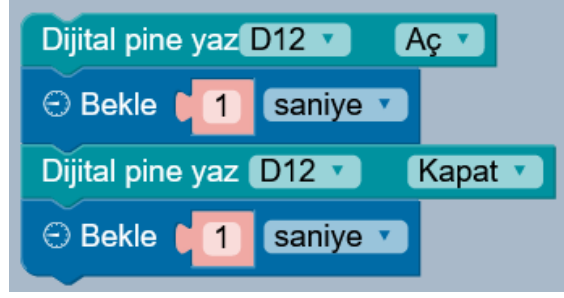 Dijital pine yaz D12 Aç
Bekle 1 saniye
Dijital pine yaz D12 Kapat
Bekle 1 saniye